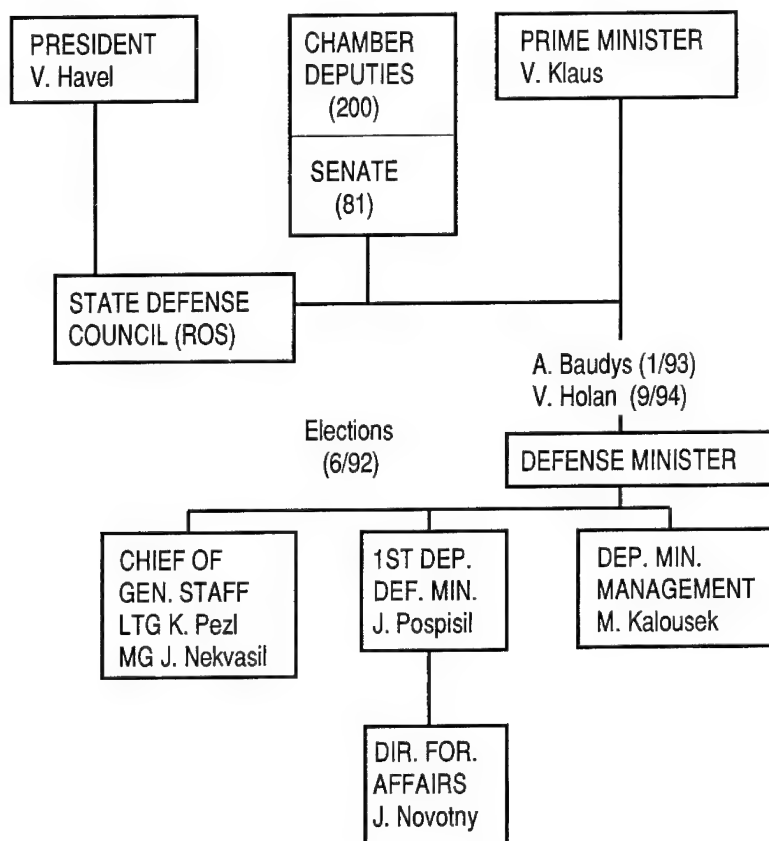 PRESIDENT
V. Havel
CHAMBER
DEPUTIES
(200)
SENATE
(81)
PRIME MINISTER
V. Klaus
STATE DEFENSE
COUNCIL (ROS)
A. Baudys (1/93)
V. Holan (9/94)
Elections
(6/92)
DEFENSE MINISTER
CHIEF OF
GEN. STAFF
LTG K. Pezl
MG J. Nekvasil
1ST DEP.
DEF. MIN.
J. Pospisil
DEP. MIN.
MANAGEMENT
M. Kalousek
DIR. FOR.
AFFAIRS
J. Novotny